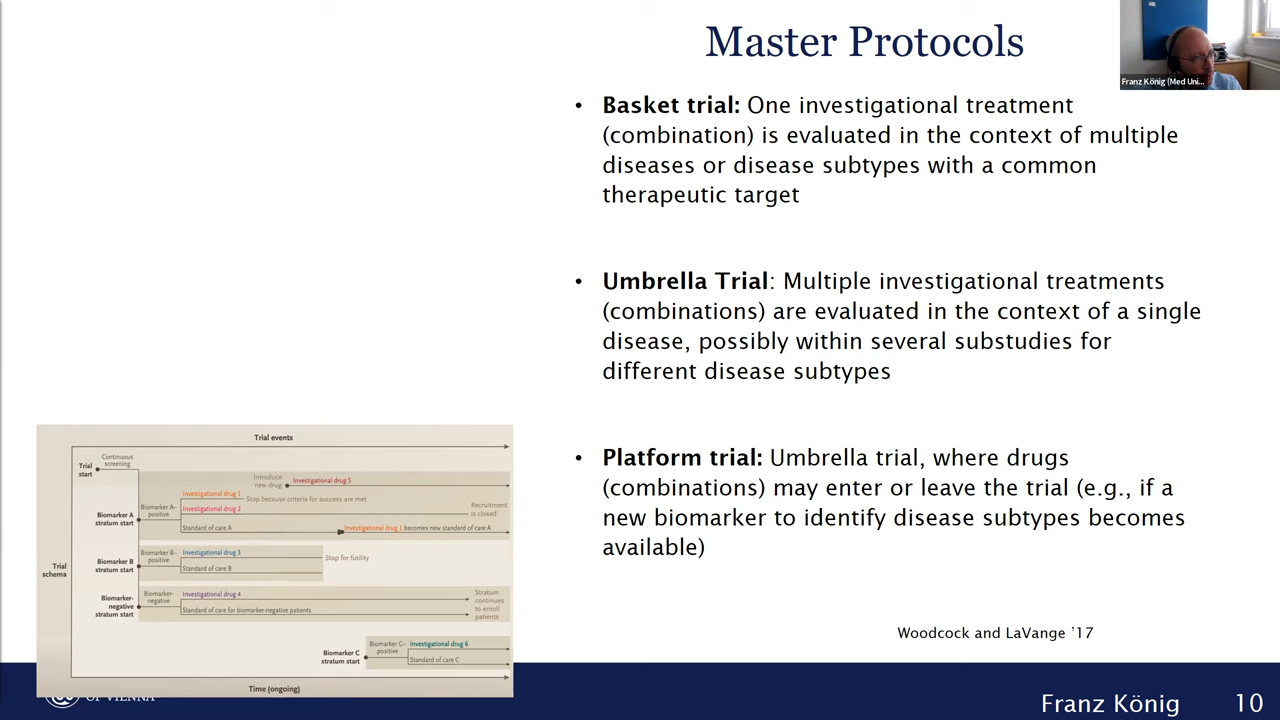 Master Protocols
Franz König (Med Uni...
• Basket trial: One investigational treatment
(combination) is evaluated in the context of multiple
diseases or disease subtypes with a common
therapeutic target
• Umbrella Trial: Multiple investigational treatments
(combinations) are evaluated in the context of a single
disease, possibly within several substudies for
different disease subtypes
• Platform trial: Umbrella trial, where drugs
(combinations) may enter or leave the trial (e.g., if a
new biomarker to identify disease subtypes becomes
available)
Woodcock and LaVange ’17
Trial events
Trial
start
Continuous
screening
Introduce
new drug
Investigational drug 5
Biomarker A
stratum start
Biomarker A–
positive
Investigational drug 1
Stop because criteria for success are met
Investigational drug 2
Recruitment
is closed
Standard of care A
Investigational drug 1 becomes new standard of care A
Trial
schema
Biomarker B
stratum start
Biomarker B–
positive
Investigational drug 3
Standard of care B
Stop for futility
Biomarker-
negative
stratum start
Biomarker-
negative
Investigational drug 4
Standard of care for biomarker-negative patients
Stratum
continues
to enroll
patients
Biomarker C
stratum start
Biomarker C–
positive
Investigational drug 6
Standard of care C
Time (ongoing)
OF VIENNA
Franz König
10